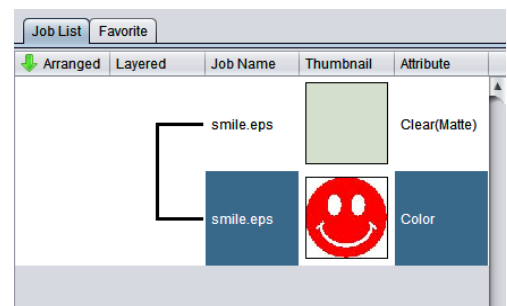 Job List Favorite
Arranged Layered Job Name Thumbnail Attribute
smile.eps Clear(Matte)
smile.eps Color